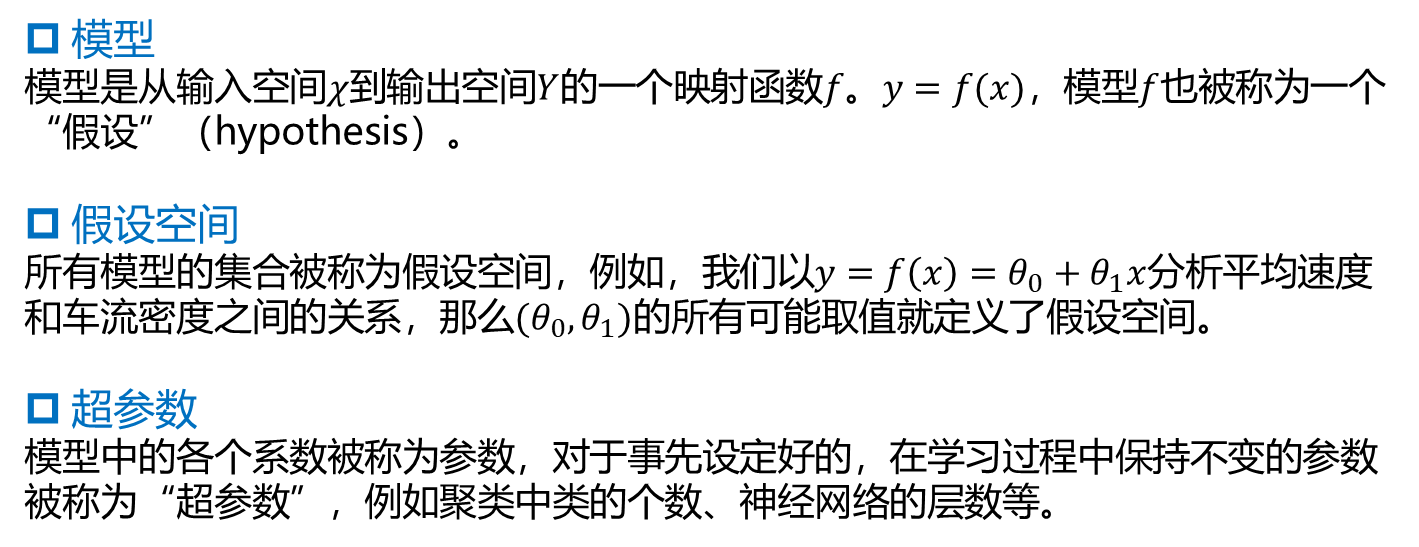 模型
模型是从输入空间χ到输出空间Y的一个映射函数f。y = f(x)，模型f也被称为一个
“假设”（hypothesis）。
假设空间
所有模型的集合被称为假设空间，例如，我们以y = f(x) = θ₀ + θ₁x分析平均速度
和车流密度之间的关系，那么(θ₀, θ₁)的所有可能取值就定义了假设空间。
超参数
模型中的各个系数被称为参数，对于事先设定好的，在学习过程中保持不变的参数
被称为“超参数”，例如聚类中类的个数、神经网络的层数等。